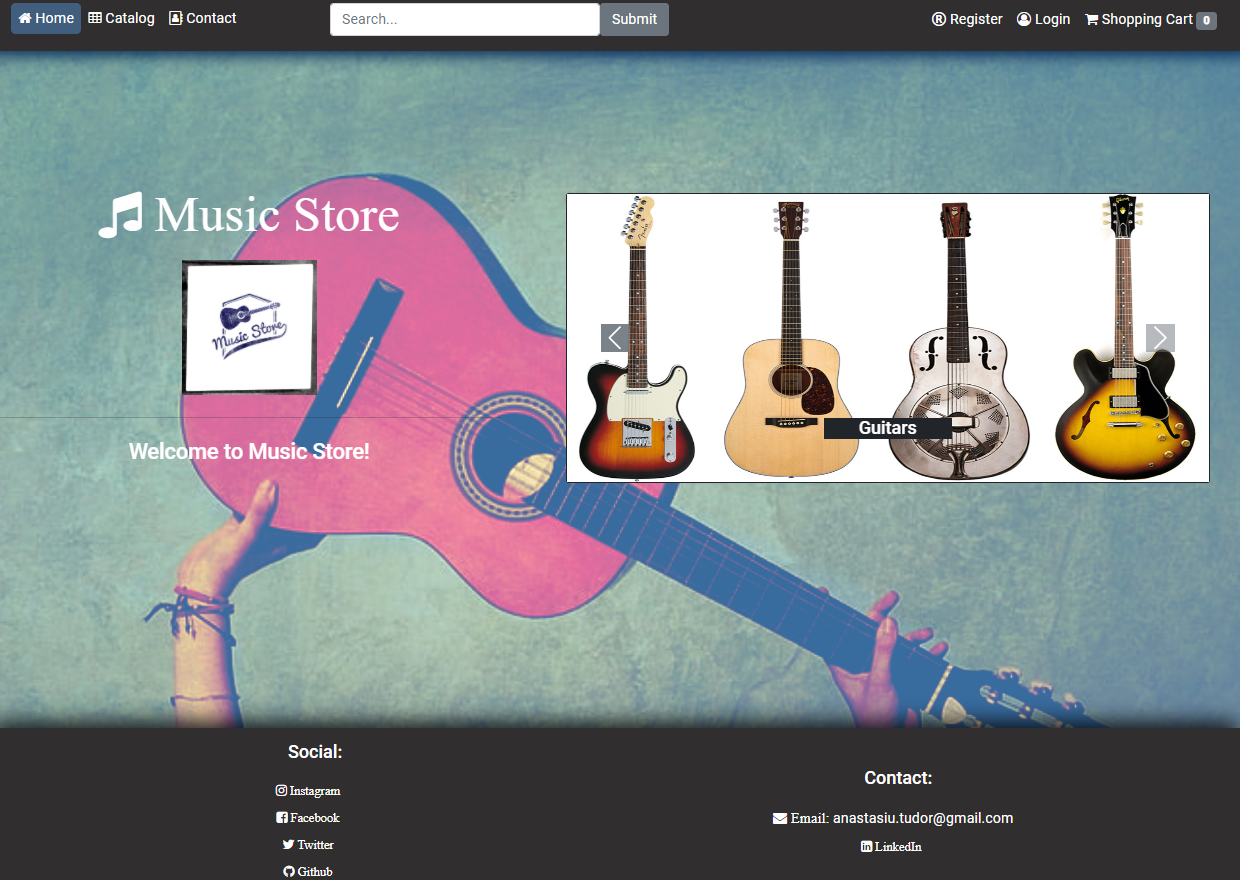 Home Catalog Contact
Search...
Submit
Register Login Shopping Cart 0
Music Store
Music Store
Welcome to Music Store!
Guitars
Social:
Instagram
Facebook
Twitter
Github
Contact:
Email: anastasiu.tudor@gmail.com
LinkedIn